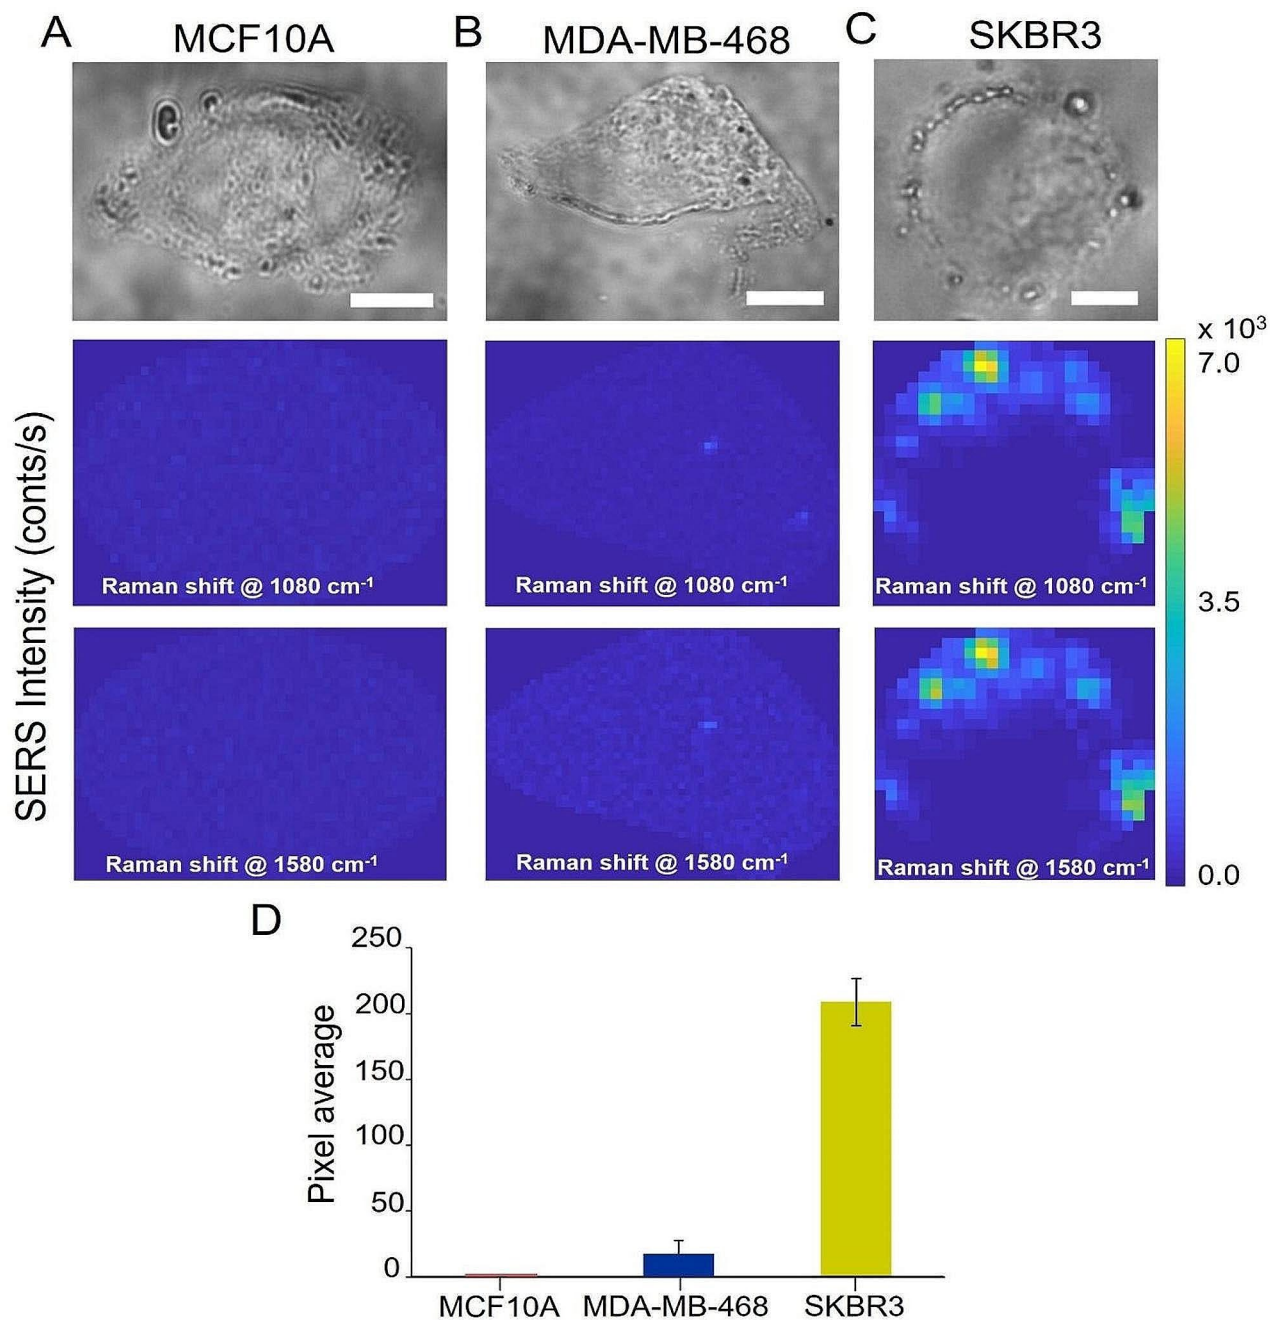 A MCF10A B MDA-MB-468 C SKBR3
x 10³
7.0
SERS Intensity (conts/s)
Raman shift @ 1080 cm⁻¹ Raman shift @ 1080 cm⁻¹ Raman shift @ 1080 cm⁻¹
3.5
Raman shift @ 1580 cm⁻¹ Raman shift @ 1580 cm⁻¹ Raman shift @ 1580 cm⁻¹
0.0
D
250
200
150
100
50
0
Pixel average
MCF10A MDA-MB-468 SKBR3